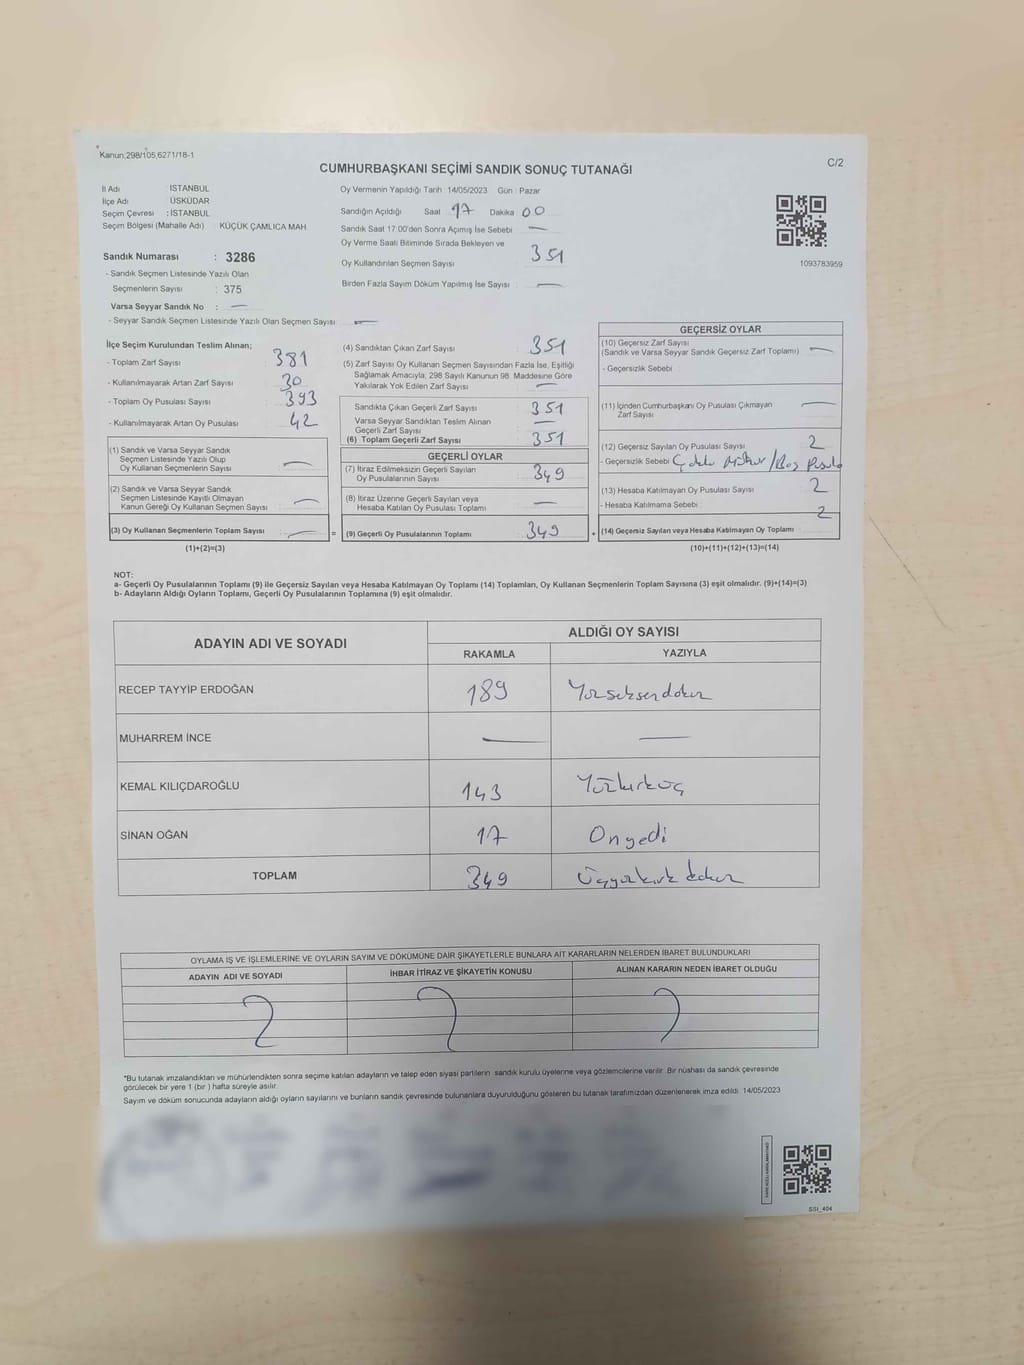 Kanun;298/105,6271/18-1
C/2
CUMHURBAŞKANI SEÇİMİ SANDIK SONUÇ TUTANAĞI
İl Adı İSTANBUL
İlçe Adı ÜSKÜDAR
Seçim Çevresi : İSTANBUL
Seçim Bölgesi (Mahalle Adı) : KÜÇÜK ÇAMLICA MAH.
Sandık Numarası : 3286
- Sandık Seçmen Listesinde Yazılı Olan
Seçmenlerin Sayısı : 375
Varsa Seyyar Sandık No : —
- Seyyar Sandık Seçmen Listesinde Yazılı Olan Seçmen Sayısı : —
Oy Vermenin Yapıldığı Tarih : 14/05/2023 Gün : Pazar
Sandığın Açıldığı Saat 17 Dakika 00
Sandık Saat 17:00'den Sonra Açımış İse Sebebi —
Oy Verme Saati Bitiminde Sırada Bekleyen ve
Oy Kullandırılan Seçmen Sayısı 351
Birden Fazla Sayım Döküm Yapılmış İse Sayısı : —
1093783959
İlçe Seçim Kurulundan Teslim Alınan;
- Toplam Zarf Sayısı : 381
- Kullanılmayarak Artan Zarf Sayısı : 30
- Toplam Oy Pusulası Sayısı : 393
- Kullanılmayarak Artan Oy Pusulası : 42
(1) Sandık ve Varsa Seyyar Sandık
Seçmen Listesinde Yazılı Olup
Oy Kullanan Seçmenlerin Sayısı : —
(2) Sandık ve Varsa Seyyar Sandık
Seçmen Listesinde Kayıtlı Olmayan
Kanun Gereği Oy Kullanan Seçmen Sayısı : —
(3) Oy Kullanan Seçmenlerin Toplam Sayısı : —
(1)+(2)=(3)
(4) Sandıktan Çıkan Zarf Sayısı : 351
(5) Zarf Sayısı Oy Kullanan Seçmen Sayısından Fazla İse, Eşitliği
Sağlamak Amacıyla; 298 Sayılı Kanunun 98. Maddesine Göre
Yakılarak Yok Edilen Zarf Sayısı : —
Sandıkta Çıkan Geçerli Zarf Sayısı : 351
Varsa Seyyar Sandıktan Teslim Alınan
Geçerli Zarf Sayısı : —
(6) Toplam Geçerli Zarf Sayısı : 351
GEÇERLİ OYLAR
(7) İtiraz Edilmeksizin Geçerli Sayılan
Oy Pusulalarının Sayısı : 349
(8) İtiraz Üzerine Geçerli Sayılan veya
Hesaba Katılan Oy Pusulası Toplamı : —
= (9) Geçerli Oy Pusulalarının Toplamı : 349
GEÇERSİZ OYLAR
(10) Geçersiz Zarf Sayısı
(Sandık ve Varsa Seyyar Sandık Geçersiz Zarf Toplamı) : —
- Geçersizlik Sebebi :
(11) İçinden Cumhurbaşkanı Oy Pusulası Çıkmayan
Zarf Sayısı : —
(12) Geçersiz Sayılan Oy Pusulası Sayısı : 2
- Geçersizlik Sebebi / Boş Pusula
(13) Hesaba Katılmayan Oy Pusulası Sayısı : 2
- Hesaba Katılmama Sebebi :
+ (14) Geçersiz Sayılan veya Hesaba Katılmayan Oy Toplamı : 2
(10)+(11)+(12)+(13)=(14)
NOT:
a- Geçerli Oy Pusulalarının Toplamı (9) ile Geçersiz Sayılan veya Hesaba Katılmayan Oy Toplamı (14) Toplamları, Oy Kullanan Seçmenlerin Toplam Sayısına (3) eşit olmalıdır. (9)+(14)=(3)
b- Adayların Aldığı Oyların Toplamı, Geçerli Oy Pusulalarının Toplamına (9) eşit olmalıdır.
ADAYIN ADI VE SOYADI ALDIĞI OY SAYISI
RAKAMLA YAZIYLA
RECEP TAYYİP ERDOĞAN 189 Yüzseksendokuz
MUHARREM İNCE — —
KEMAL KILIÇDAROĞLU 143 Yüzkırküç
SİNAN OĞAN 17 Onyedi
TOPLAM 349 Üçyüzkırk dokuz
OYLAMA İŞ VE İŞLEMLERİNE VE OYLARIN SAYIM VE DÖKÜMÜNE DAİR ŞİKAYETLERLE BUNLARA AİT KARARLARIN NELERDEN İBARET BULUNDUKLARI
ADAYIN ADI VE SOYADI İHBAR İTİRAZ VE ŞİKAYETİN KONUSU ALINAN KARARIN NEDEN İBARET OLDUĞU
*Bu tutanak imzalandıktan ve mühürlendikten sonra seçime katılan adayların ve talep eden siyasi partilerin sandık kurulu üyelerine veya gözlemcilerine verilir. Bir nüshası da sandık çevresinde
görülecek bir yere 1 (bir ) hafta süreyle asılır.
Sayım ve döküm sonucunda adayların aldığı oyların sayılarını ve bunların sandık çevresinde bulunanlara duyurulduğunu gösteren bu tutanak tarafımızdan düzenlenerek imza edildi. 14/05/2023
SSI_404